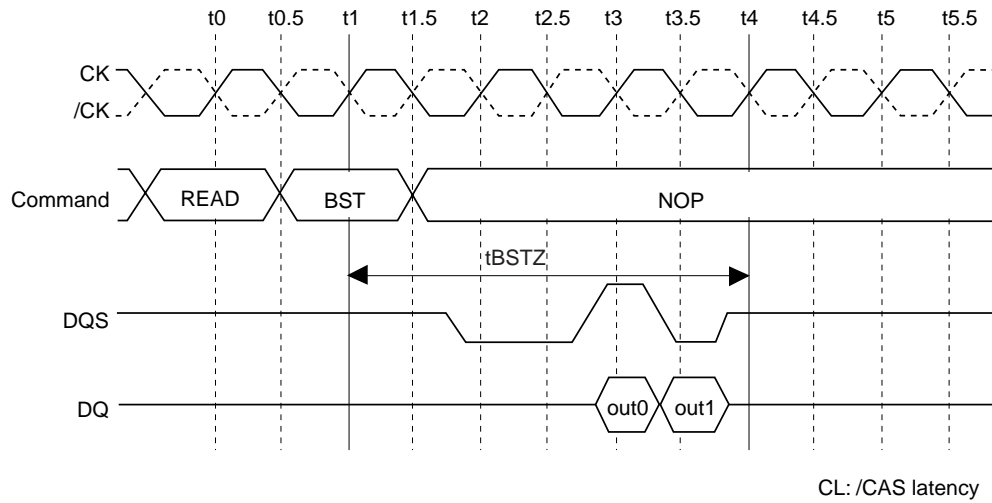 t0 t0.5 t1 t1.5 t2 t2.5 t3 t3.5 t4 t4.5 t5 t5.5
CK
/CK
Command READ BST NOP
tBSTZ
DQS
DQ out0 out1
CL: /CAS latency